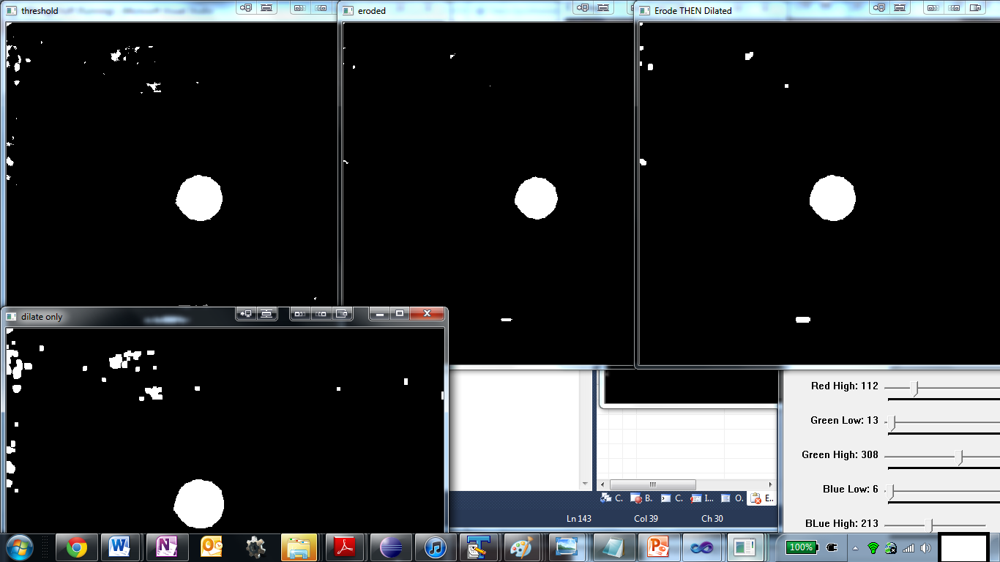 threshold
eroded
Erode THEN Dilated
dilate only
Red High: 112
Green Low: 13
Green High: 308
Blue Low: 6
BLue High: 213
C.
B.
C.
I...
O.
E..
Ln 143
Col 39
Ch 30
100%